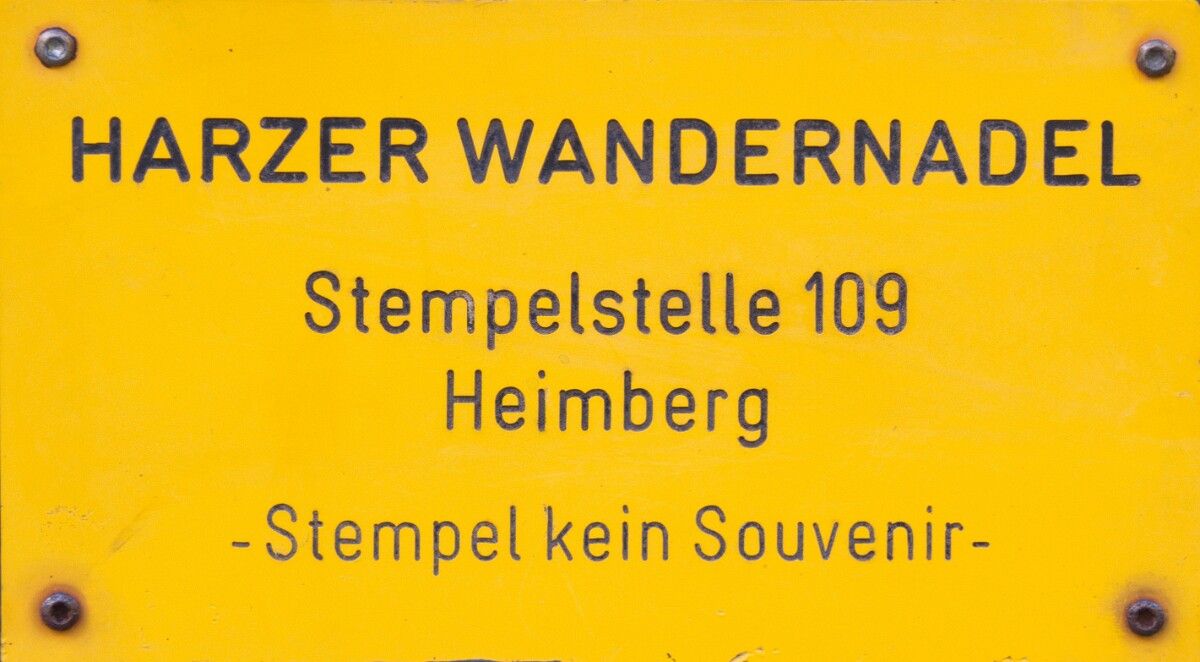 HARZER WANDERNADEL
Stempelstelle 109
Heimberg
-Stempel kein Souvenir-